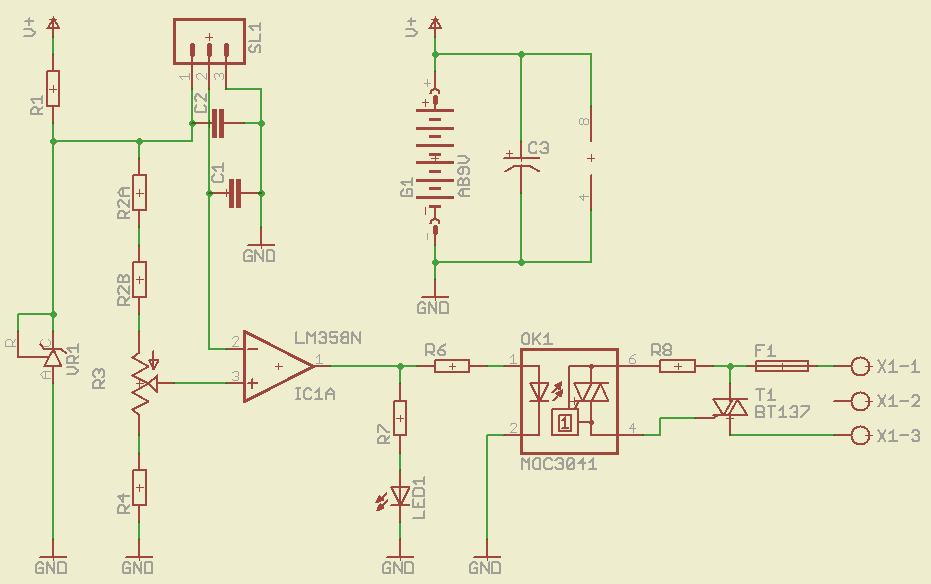 V+
SL1
V+
1
2
3
R1
C2
+
8
C3
+
G1
AB9V
C1
R2A
4
-
-
GND
R2B
GND
R
C
A
VR1
R3
2
3
1
LM358N
IC1A
R6
OK1
1
2
6
4
1
MOC3041
R8
F1
T1
BT137
X1-1
X1-2
X1-3
R7
R4
LED1
GND
GND
GND
GND